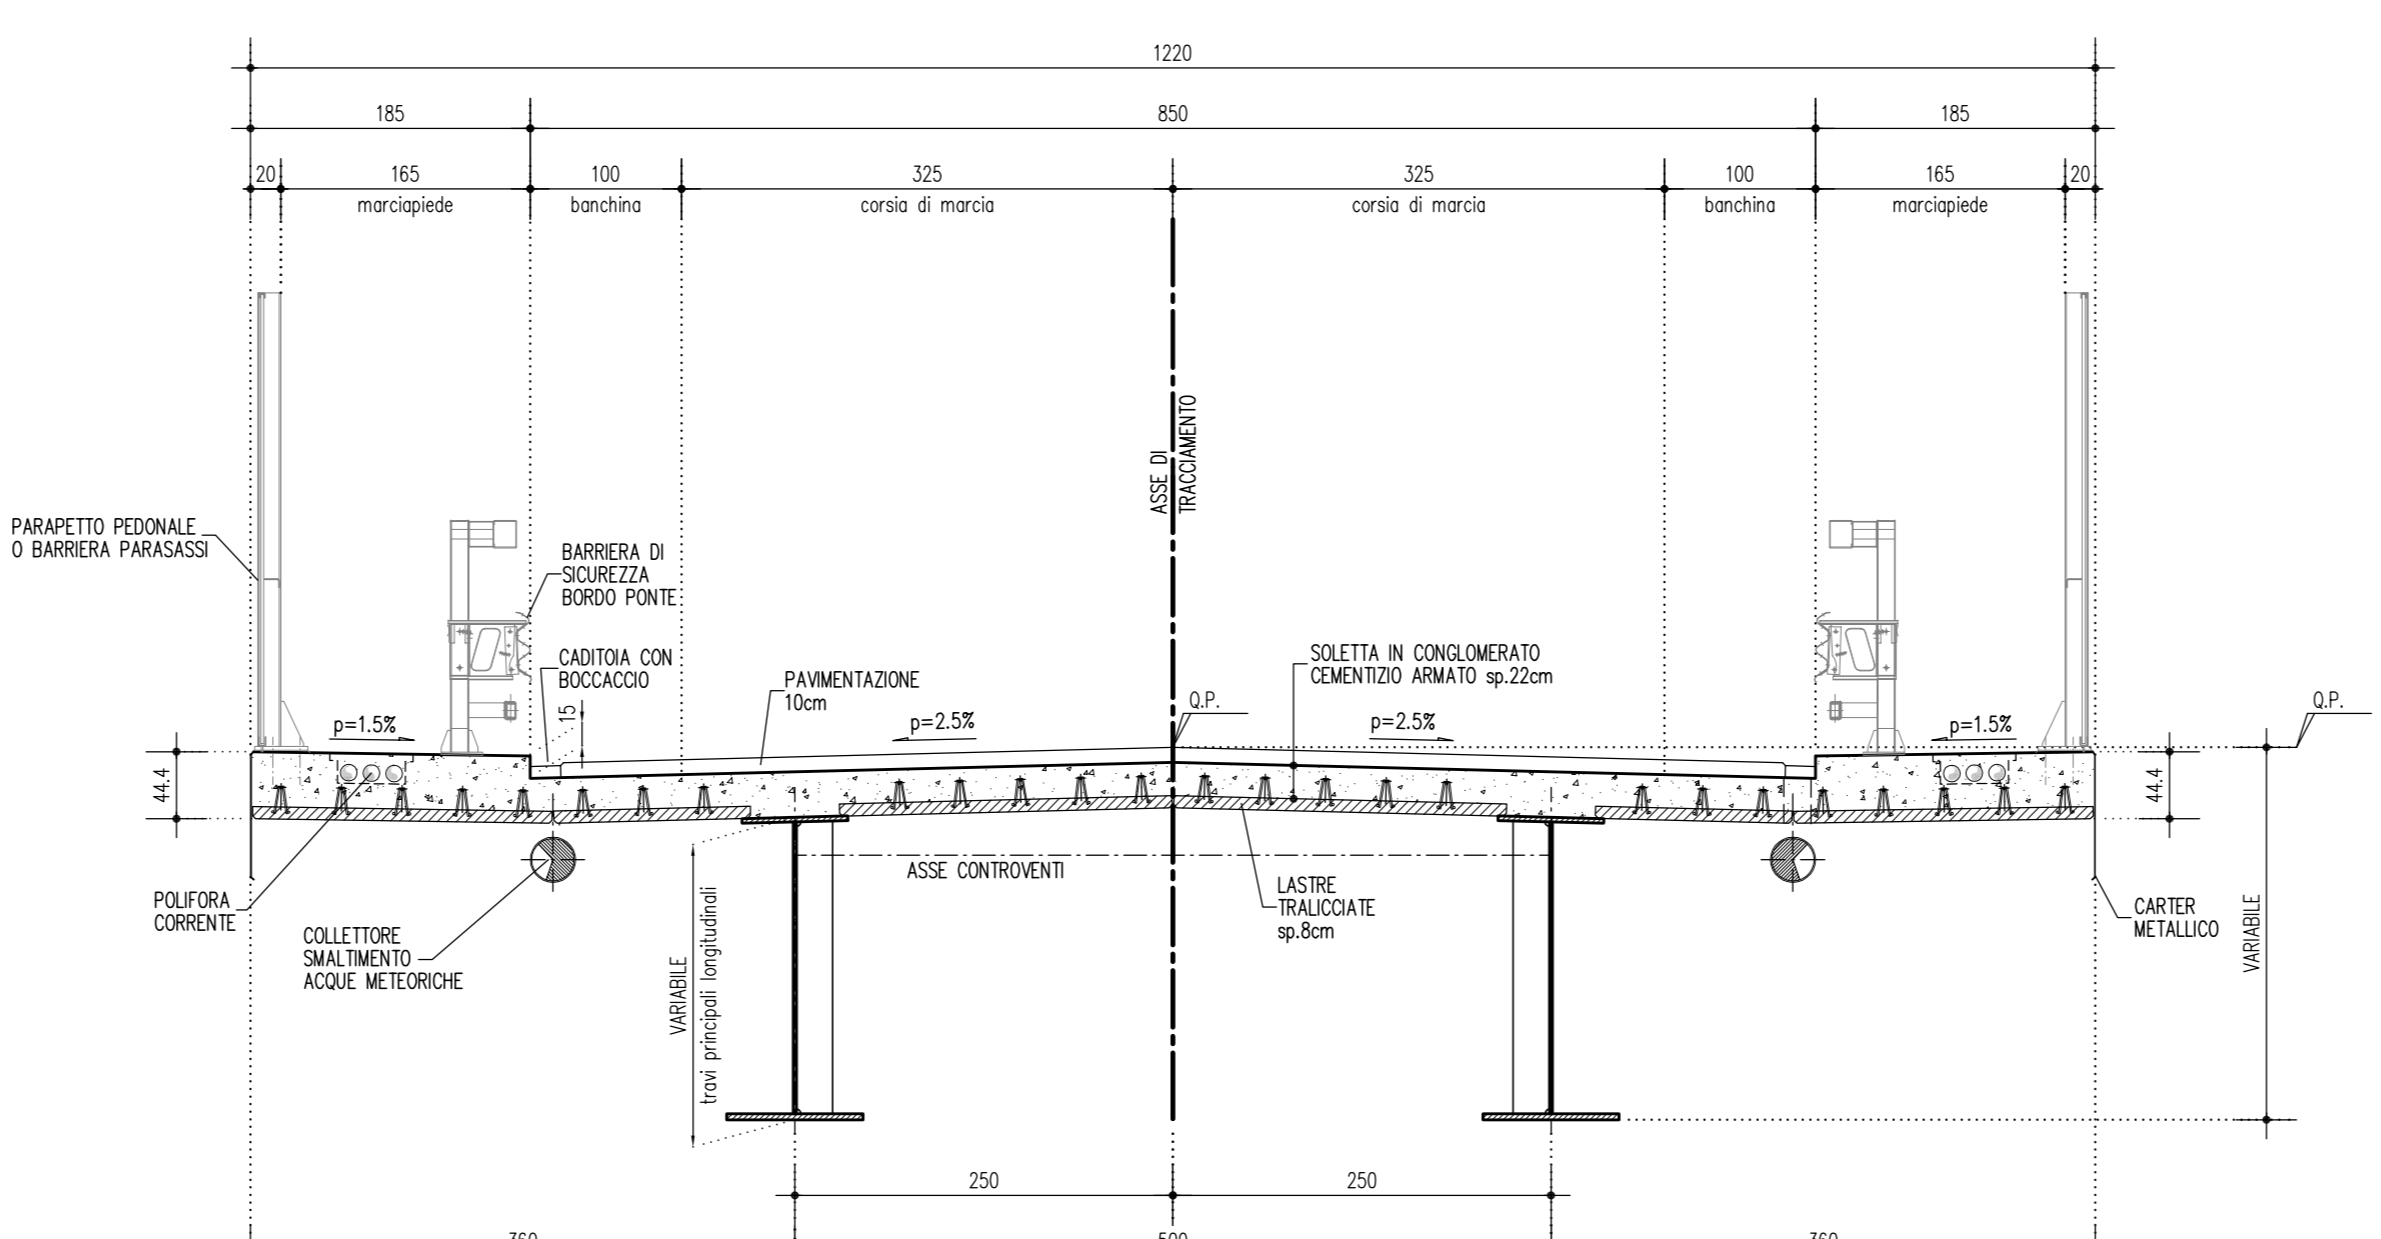 1220
185
850
185
20
165
100
325
325
100
165
20
marciapiede
banchina
corsia di marcia
corsia di marcia
banchina
marciapiede
ASSE DI
TRACCIAMENTO
PARAPETTO PEDONALE
O BARRIERA PARASASSI
BARRIERA DI
SICUREZZA
BORDO PONTE
CADITOIA CON
BOCCACCIO
15
PAVIMENTAZIONE
10cm
SOLETTA IN CONGLOMERATO
CEMENTIZIO ARMATO sp.22cm
Q.P.
Q.P.
p=1.5%
p=2.5%
p=2.5%
p=1.5%
44.4
44.4
ASSE CONTROVENTI
LASTRE
TRALICCIATE
sp.8cm
POLIFORA
CORRENTE
COLLETTORE
SMALTIMENTO
ACQUE METEORICHE
VARIABILE
travi principali longitudinali
CARTER
METALLICO
VARIABILE
250
250
360
500
360